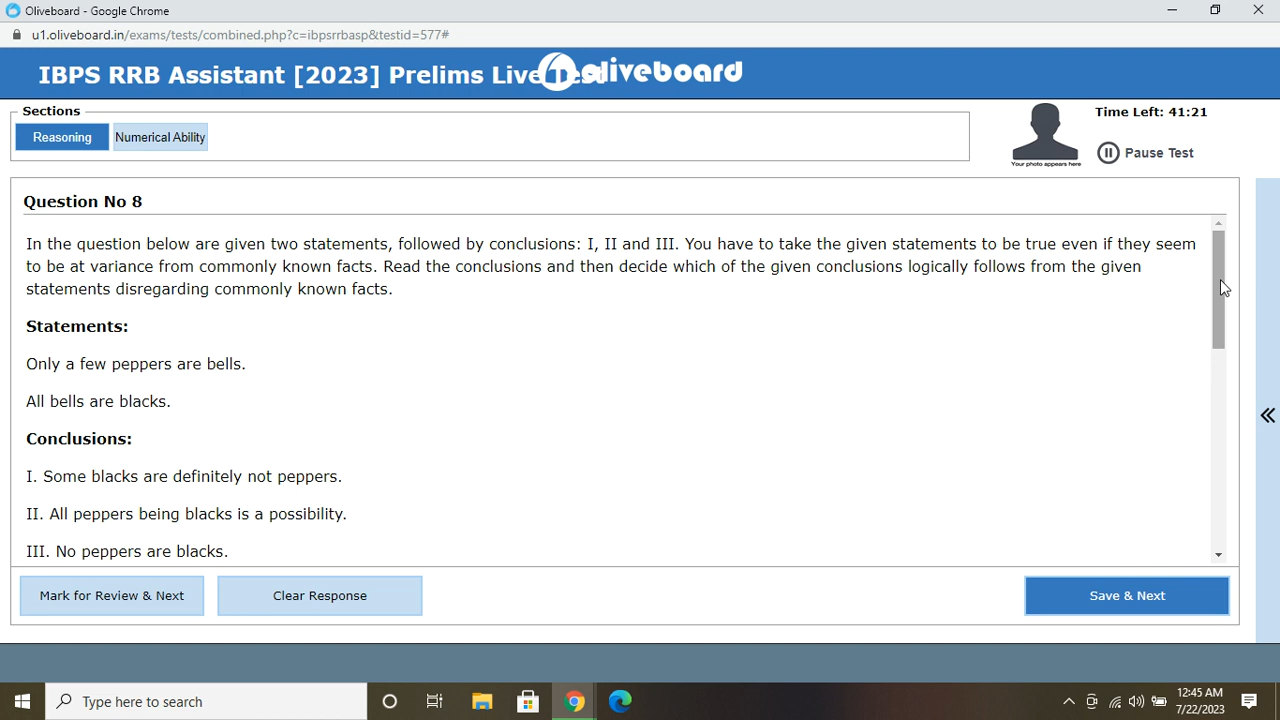 Oliveboard - Google Chrome
u1.oliveboard.in/exams/tests/combined.php?c=ibpsrrbasp&testid=577#
IBPS RRB Assistant [2023] Prelims Live Test
oliveboard
Sections
Reasoning
Numerical Ability
Your photo appears here
Time Left: 41:21
Pause Test
Question No 8
In the question below are given two statements, followed by conclusions: I, II and III. You have to take the given statements to be true even if they seem
to be at variance from commonly known facts. Read the conclusions and then decide which of the given conclusions logically follows from the given
statements disregarding commonly known facts.
Statements:
Only a few peppers are bells.
All bells are blacks.
Conclusions:
I. Some blacks are definitely not peppers.
II. All peppers being blacks is a possibility.
III. No peppers are blacks.
Mark for Review & Next
Clear Response
Save & Next
Type here to search
12:45 AM
7/22/2023